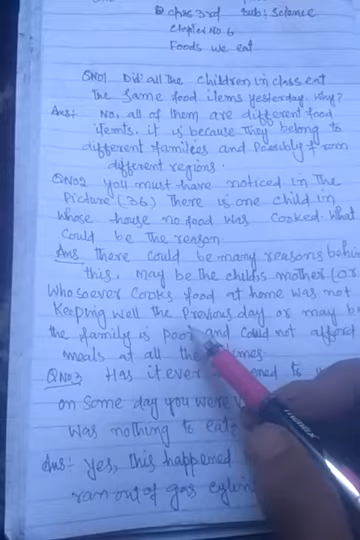 class 3rd Sub: Science
Chapter No. 6
Foods we eat
QNo1 Did all the children in class eat
the same food items yesterday. Why?
Ans: No, all of them are different food
items. it is because they belong to
different families and Possibly from
different regions.
QNo2 you must have noticed in the
Picture (36) There is one child in
whose house no food was Cooked. What
Could be the reason
Ans there could be many reasons behin
this. May be the child,s mother (or
Whosoever Cooks food at home was not
Keeping well the previous day or may b
the family is poor and Could not afford
meals at all the times.
QNo3 Has it ever to
on Some day you were
was nothing to eat?
Ans: yes, this happened
ran out of gas cylin